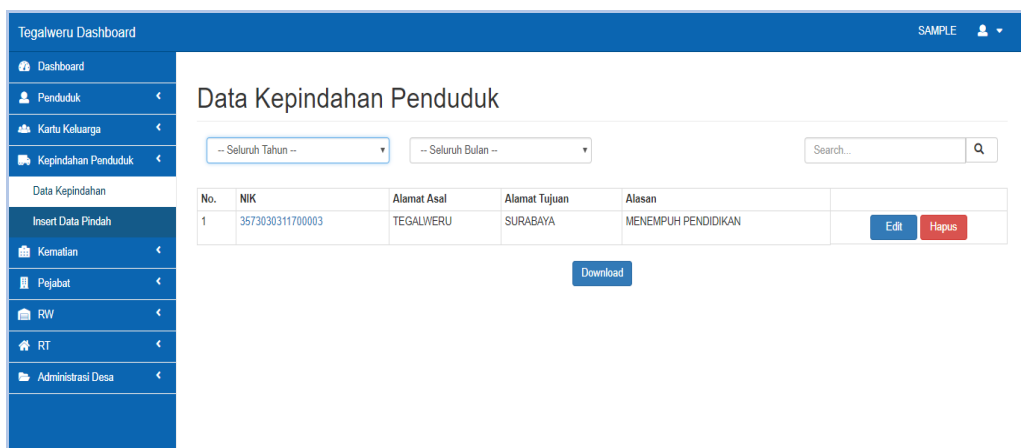 Tegalweru Dashboard
SAMPLE
Dashboard
Penduduk
Kartu Keluarga
Kepindahan Penduduk
Data Kepindahan
Insert Data Pindah
Kematian
Pejabat
RW
RT
Administrasi Desa
Data Kepindahan Penduduk
-- Seluruh Tahun -- -- Seluruh Bulan -- Search...
No. NIK Alamat Asal Alamat Tujuan Alasan
1 3573030311700003 TEGALWERU SURABAYA MENEMPUH PENDIDIKAN Edit Hapus
Download